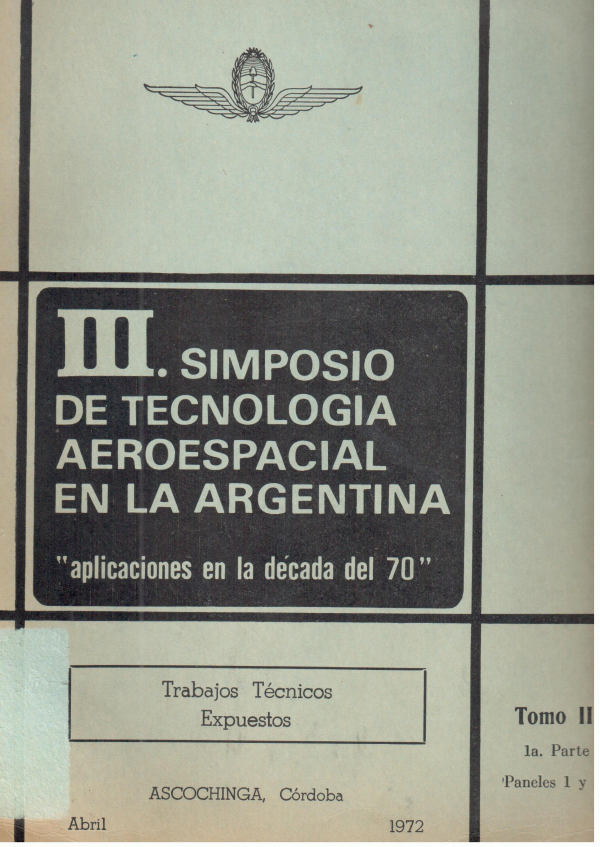 III. SIMPOSIO
DE TECNOLOGIA
AEROESPACIAL
EN LA ARGENTINA
"aplicaciones en la década del 70"
Trabajos Técnicos
Expuestos
Tomo II
1a. Parte
Paneles 1 y
ASCOCHINGA, Córdoba
Abril 1972